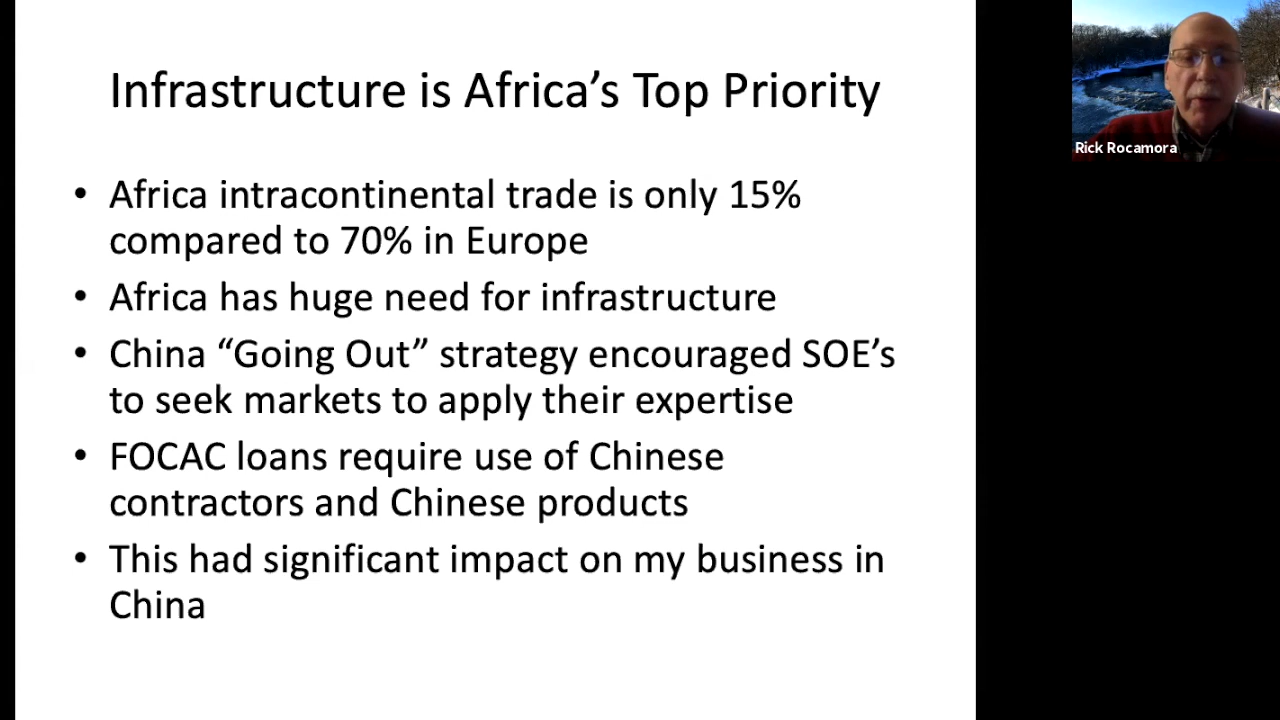 Infrastructure is Africa’s Top Priority
• Africa intracontinental trade is only 15%
compared to 70% in Europe
• Africa has huge need for infrastructure
• China “Going Out” strategy encouraged SOE’s
to seek markets to apply their expertise
• FOCAC loans require use of Chinese
contractors and Chinese products
• This had significant impact on my business in
China
Rick Rocamora